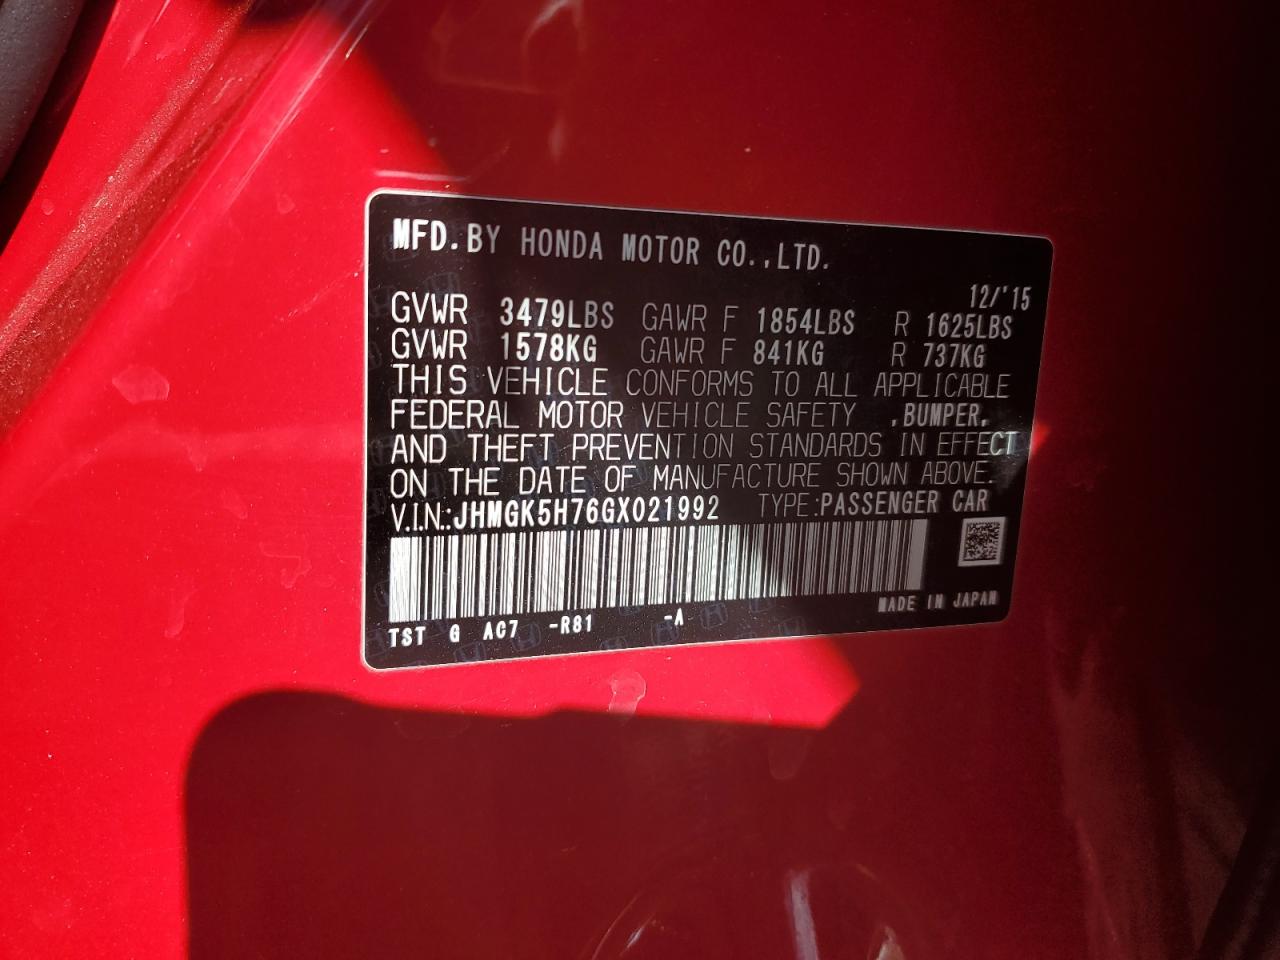 MFD. BY HONDA MOTOR CO., LTD.
12/'15
GVWR 3479LBS GAWR F 1854LBS R 1625LBS
GVWR 1578KG GAWR F 841KG R 737KG
THIS VEHICLE CONFORMS TO ALL APPLICABLE
FEDERAL MOTOR VEHICLE SAFETY ,BUMPER,
AND THEFT PREVENTION STANDARDS IN EFFECT
ON THE DATE OF MANUFACTURE SHOWN ABOVE.
V.I.N.:JHMGK5H76GX021992 TYPE:PASSENGER CAR
MADE IN JAPAN
TST G AC7 -R81 -A